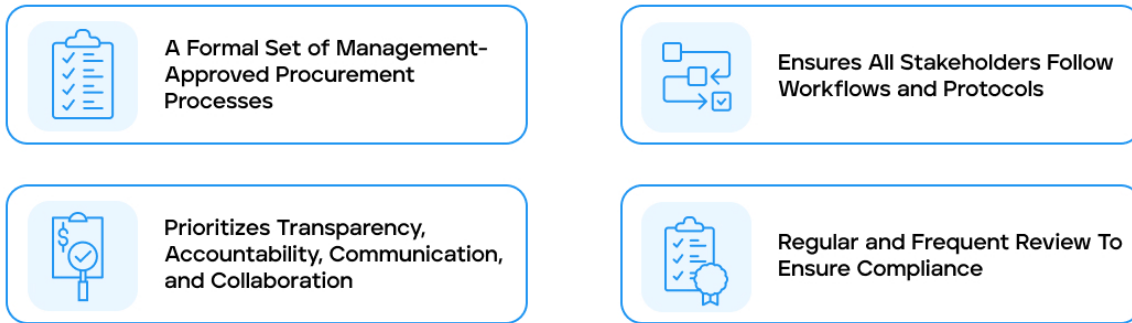 A Formal Set of Management-
Approved Procurement
Processes
Ensures All Stakeholders Follow
Workflows and Protocols
Prioritizes Transparency,
Accountability, Communication,
and Collaboration
Regular and Frequent Review To
Ensure Compliance